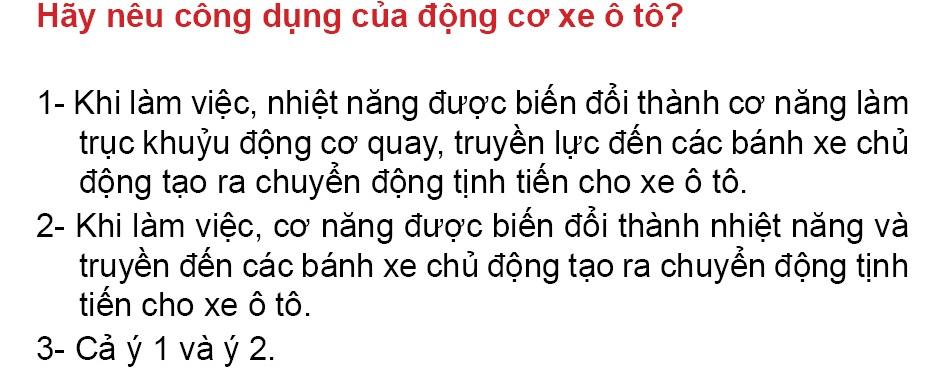 Hãy nêu công dụng của động cơ xe ô tô?
1- Khi làm việc, nhiệt năng được biến đổi thành cơ năng làm
trục khuỷu động cơ quay, truyền lực đến các bánh xe chủ
động tạo ra chuyển động tịnh tiến cho xe ô tô.
2- Khi làm việc, cơ năng được biến đổi thành nhiệt năng và
truyền đến các bánh xe chủ động tạo ra chuyển động tịnh
tiến cho xe ô tô.
3- Cả ý 1 và ý 2.